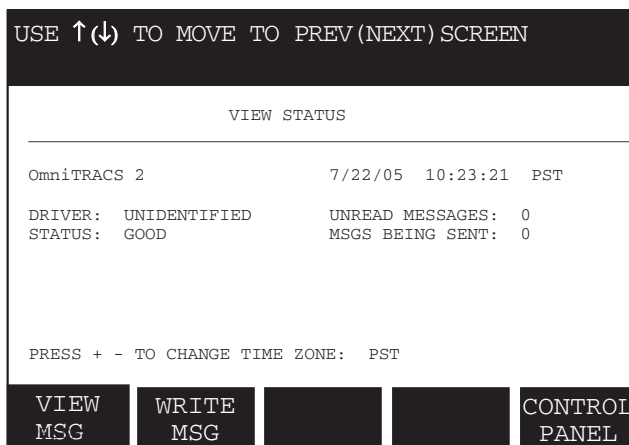 USE ↑(↓) TO MOVE TO PREV(NEXT)SCREEN
VIEW STATUS
OmniTRACS 2 7/22/05 10:23:21 PST
DRIVER: UNIDENTIFIED UNREAD MESSAGES: 0
STATUS: GOOD MSGS BEING SENT: 0
PRESS + - TO CHANGE TIME ZONE: PST
VIEW WRITE CONTROL
MSG MSG PANEL